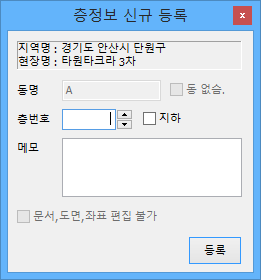 층정보 신규 등록
x
지역명 : 경기도 안산시 단원구
현장명 : 타원타크라 3차
동명 A 동 없슴.
층번호 지하
메모
문서,도면,좌표 편집 불가
등록